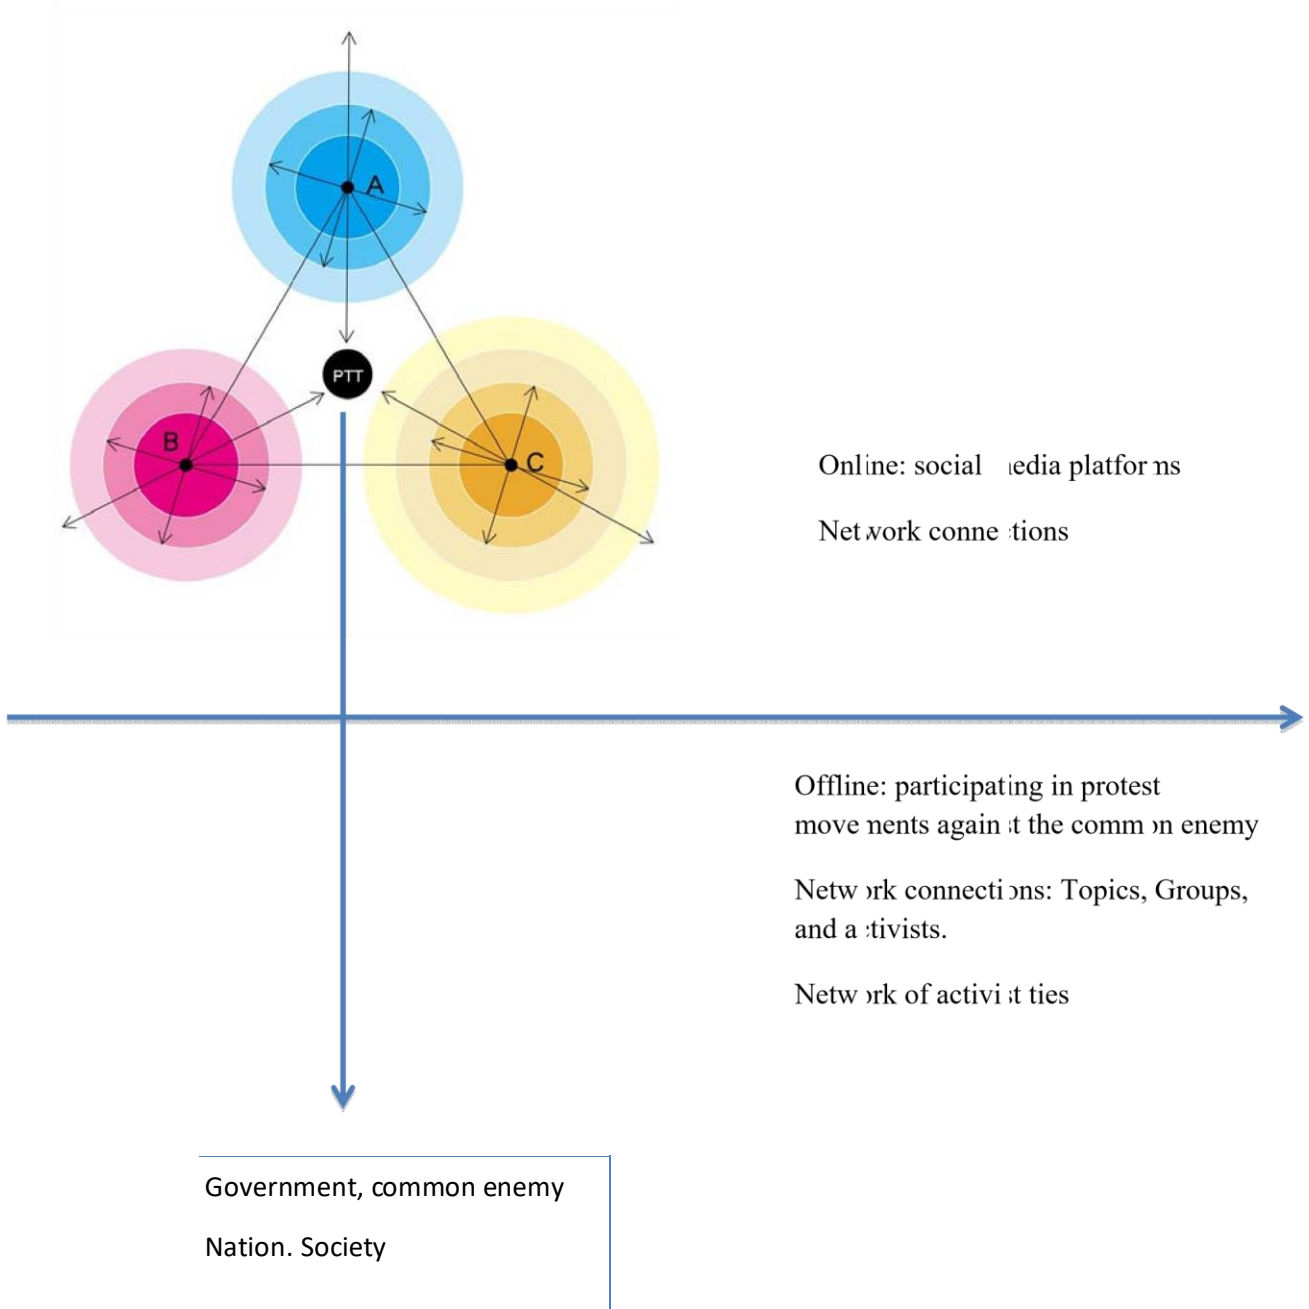 A
PTT
B
C
Online: social media platforms
Network connections
Offline: participating in protest
movements against the common enemy
Network connections: Topics, Groups,
and activists.
Network of activist ties
Government, common enemy
Nation. Society